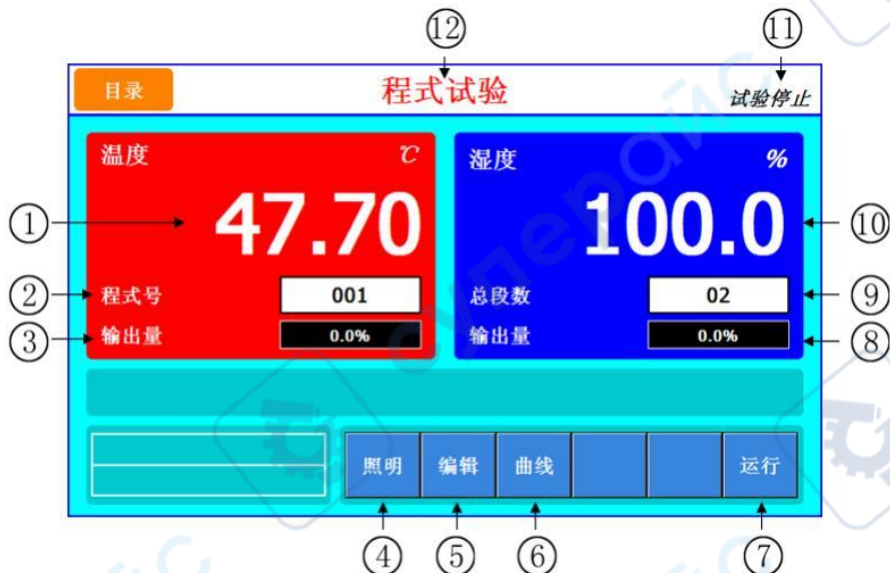 ⑫ ⑪
目录 程式试验 试验停止
温度 ℃ 湿度 %
① 47.70 100.0 ⑩
② 程式号 001 总段数 02 ⑨
③ 输出量 0.0% 输出量 0.0% ⑧
照明 编辑 曲线 运行
④ ⑤ ⑥ ⑦
суперайс